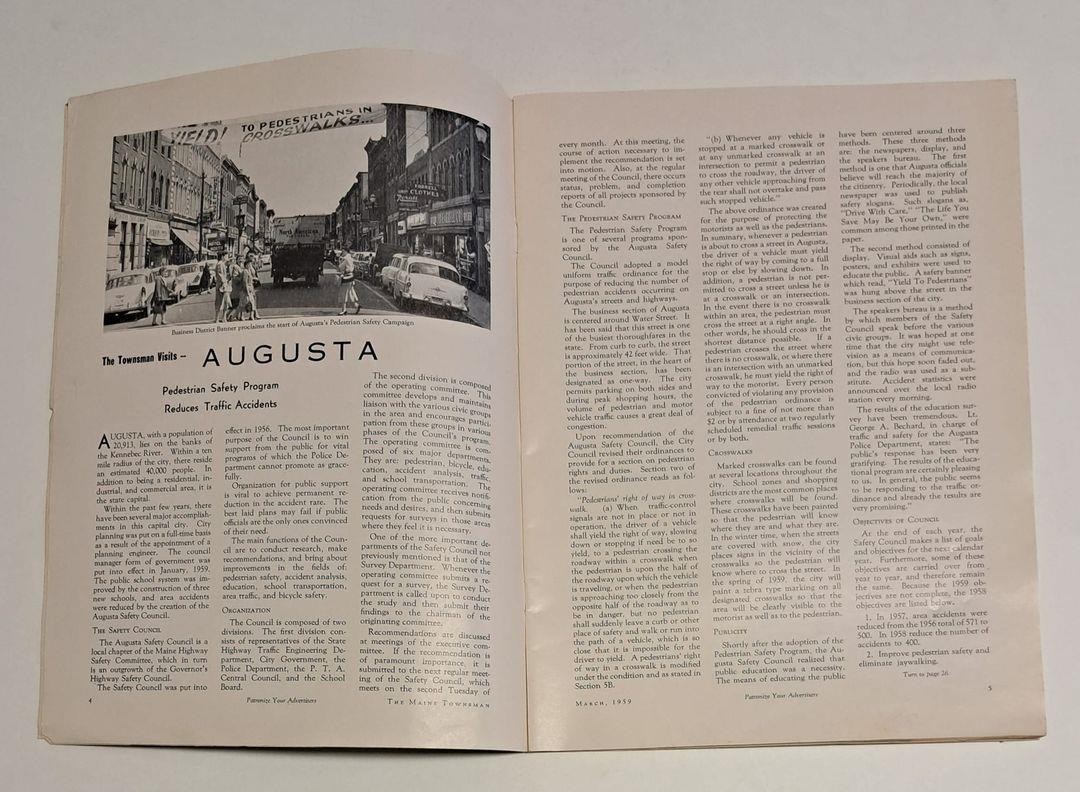 YIELD! TO PEDESTRIANS IN
CROSSWALKS...
FARRELL
CLOTHES
North American
Business District Banner proclaims the start of Augusta's Pedestrian Safety Campaign
The Townsman Visits -- AUGUSTA
Pedestrian Safety Program
Reduces Traffic Accidents
AUGUSTA, with a population of
20,913, lies on the banks of
the Kennebec River. Within a ten
mile radius of the city, there reside
an estimated 40,000 people. In
addition to being a residential, in-
dustrial, and commercial area, it is
the state capital.
Within the past few years, there
have been several major accomplish-
ments in this capital city. City
planning was put on a full-time basis
as a result of the appointment of a
planning engineer. The council
manager form of government was
put into effect in January, 1959.
The public school system was im-
proved by the construction of three
new schools, and area accidents
were reduced by the creation of the
Augusta Safety Council.
THE SAFETY COUNCIL
The Augusta Safety Council is a
local chapter of the Maine Highway
Safety Committee, which in turn
is an outgrowth of the Governor's
Highway Safety Council.
The Safety Council was put into
effect in 1956. The most important
purpose of the Council is to win
support from the public for vital
programs of which the Police De-
partment cannot promote as grace-
fully.
Organization for public support
is vital to achieve permanent re-
duction in the accident rate. The
best laid plans may fail if public
officials are the only ones convinced
of their need.
The main functions of the Coun-
cil are to conduct research, make
recommendations, and bring about
improvements in the fields of:
pedestrian safety, accident analysis,
education, school transportation,
area traffic, and bicycle safety.
ORGANIZATION
The Council is composed of two
divisions. The first division con-
sists of representatives of the State
Highway Traffic Engineering De-
partment, City Government, the
Police Department, the P. T. A.
Central Council, and the School
Board.
The second division is composed
of the operating committee. This
committee develops and maintains
liaison with the various civic groups
in the area and encourages partici-
pation from these groups in various
phases of the Council's program.
The operating committee is com-
posed of six major departments.
They are: pedestrian, bicycle, edu-
cation, accident analysis, traffic,
and school transportation. The
operating committee receives notifi-
cation from the public concerning
needs and desires, and then submits
requests for surveys in those areas
where they feel it is necessary.
One of the more important de-
partments of the Safety Council not
previously mentioned is that of the
Survey Department. Whenever the
operating committee submits a re-
quest for a survey, the Survey De-
partment is called upon to conduct
the study and then submit their
findings to the chairman of the
originating committee.
Recommendations are discussed
at meetings of the executive com-
mittee. If the recommendation is
of paramount importance, it is
submitted to the next regular meet-
ing of the Safety Council, which
meets on the second Tuesday of
4
Patronize Your Advertisers
THE MAINE TOWNSMAN
every month. At this meeting, the
course of action necessary to im-
plement the recommendation is set
into motion. Also, at the regular
meeting of the Council, there occurs
status, problem, and completion
reports of all projects sponsored by
the Council.
THE PEDESTRIAN SAFETY PROGRAM
The Pedestrian Safety Program
is one of several programs spon-
sored by the Augusta Safety
Council.
The Council adopted a model
uniform traffic ordinance for the
purpose of reducing the number of
pedestrian accidents occurring on
Augusta's streets and highways.
The business section of Augusta
is centered around Water Street. It
has been said that this street is one
of the busiest thoroughfares in the
state. From curb to curb, the street
is approximately 42 feet wide. That
portion of the street, in the heart of
the business section, has been
designated as one-way. The city
permits parking on both sides and
during peak shopping hours, the
volume of pedestrian and motor
vehicle traffic causes a great deal of
congestion.
Upon recommendation of the
Augusta Safety Council, the City
Council revised their ordinances to
provide for a section on pedestrian
rights and duties. Section two of
the revised ordinance reads as fol-
lows:
"Pedestrians' right of way in cross-
walk. (a) When traffic-control
signals are not in place or not in
operation, the driver of a vehicle
shall yield the right of way, slowing
down or stopping if need be to so
yield, to a pedestrian crossing the
roadway within a crosswalk when
the pedestrian is upon the half of
the roadway upon which the vehicle
is traveling, or when the pedestrian
is approaching too closely from the
opposite half of the roadway as to
be in danger, but no pedestrian
shall suddenly leave a curb or other
place of safety and walk or run into
the path of a vehicle, which is so
close that it is impossible for the
driver to yield. A pedestrians' right
of way in a crosswalk is modified
under the condition and as stated in
Section 5B.
"(b) Whenever any vehicle is
stopped at a marked crosswalk or
at any unmarked crosswalk at an
intersection to permit a pedestrian
to cross the roadway, the driver of
any other vehicle approaching from
the rear shall not overtake and pass
such stopped vehicle."
The above ordinance was created
for the purpose of protecting the
motorists as well as the pedestrians.
In summary, whenever a pedestrian
is about to cross a street in Augusta,
the driver of a vehicle must yield
the right of way by coming to a full
stop or else by slowing down. In
addition, a pedestrian is not per-
mitted to cross a street unless he is
at a crosswalk or an intersection.
In the event there is no crosswalk
within an area, the pedestrian must
cross the street at a right angle. In
other words, he should cross in the
shortest distance possible. If a
pedestrian crosses the street where
there is no crosswalk, or where there
is an intersection with an unmarked
crosswalk, he must yield the right of
way to the motorist. Every person
convicted of violating any provision
of the pedestrian ordinance is
subject to a fine of not more than
$2 or by attendance at two regularly
scheduled remedial traffic sessions
or by both.
CROSSWALKS
Marked crosswalks can be found
at several locations throughout the
city. School zones and shopping
districts are the most common places
where crosswalks will be found.
These crosswalks have been painted
so that the pedestrian will know
where they are and what they are.
In the winter time, when the streets
are covered with snow, the city
places signs in the vicinity of the
crosswalks so the pedestrian will
know where to cross the street. In
the spring of 1959, the city will
paint a zebra type marking on all
designated crosswalks so that the
area will be clearly visible to the
motorist as well as to the pedestrian.
PUBLICITY
Shortly after the adoption of the
Pedestrian Safety Program, the Au-
gusta Safety Council realized that
public education was a necessity.
The means of educating the public
have been centered around three
methods. These three methods
are: the newspapers, display, and
the speakers bureau. The first
method is one that Augusta officials
believe will reach the majority of
the citizenry. Periodically, the local
newspaper was used to publish
safety slogans. Such slogans as,
"Drive With Care," "The Life You
Save May Be Your Own," were
common among those printed in the
paper.
The second method consisted of
display. Visual aids such as signs,
posters, and exhibits were used to
educate the public. A safety banner
which read, "Yield To Pedestrians"
was hung above the street in the
business section of the city.
The speakers bureau is a method
by which members of the Safety
Council speak before the various
civic groups. It was hoped at one
time that the city might use tele-
vision as a means of communica-
tion, but this hope soon faded out,
and the radio was used as a sub-
stitute. Accident statistics were
announced over the local radio
station every morning.
The results of the education sur-
vey have been tremendous. Lt.
George A. Bechard, in charge of
traffic and safety for the Augusta
Police Department, states: "The
public's response has been very
gratifying. The results of the educa-
tional program are certainly pleasing
to us. In general, the public seems
to be responding to the traffic or-
dinance and already the results are
very promising."
OBJECTIVES OF COUNCIL
At the end of each year, the
Safety Council makes a list of goals
and objectives for the next calendar
year. Furthermore, some of these
objectives are carried over from
year to year, and therefore remain
the same. Because the 1959 ob-
jectives are not complete, the 1958
objectives are listed below.
1. In 1957, area accidents were
reduced from the 1956 total of 571 to
500. In 1958 reduce the number of
accidents to 400.
2. Improve pedestrian safety and
eliminate jaywalking.
Turn to page 26
MARCH, 1959
Patronize Your Advertisers
5